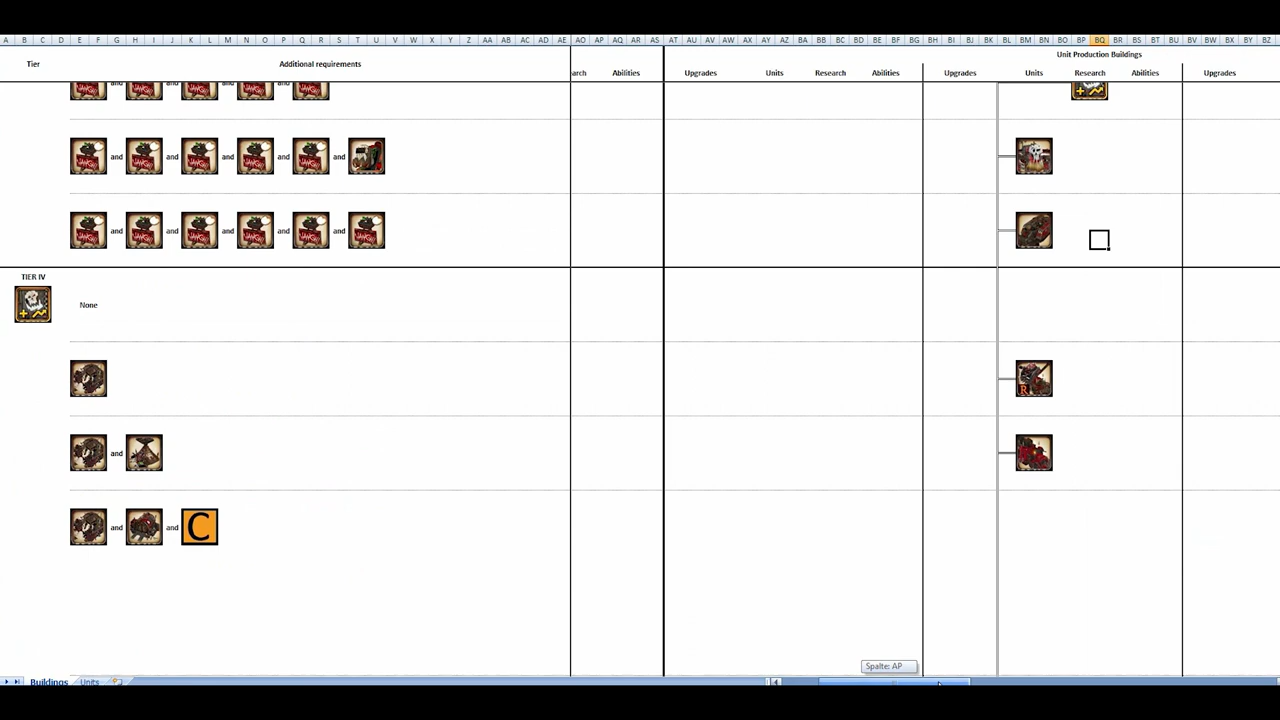 A B C D E F G H I J K L M N O P Q R S T U V W X Y Z AA AB AC AD AE AO AP AQ AR AS AT AU AV AW AX AY AZ BA BB BC BD BE BF BG BH BI BJ BK BL BM BN BO BP BQ BR BS BT BU BV BW BX BY BZ
Unit Production Buildings
Tier Additional requirements
arch Abilities Upgrades Units Research Abilities Upgrades Units Research Abilities Upgrades
and and and and
and and and and and
and and and and and
TIER IV
None
R
and
and and C
Spalte: AP
Buildings Units